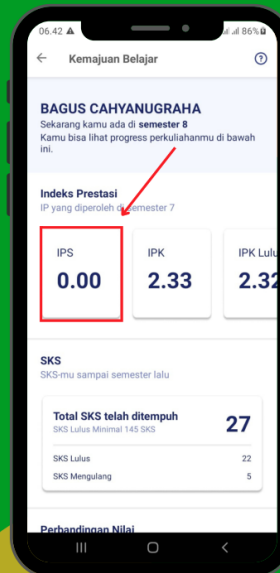 06.42
86%
Kemajuan Belajar
BAGUS CAHYANUGRAHA
Sekarang kamu ada di semester 8
Kamu bisa lihat progress perkuliahanmu di bawah
ini.
Indeks Prestasi
IP yang diperoleh di semester 7
IPS
IPK
IPK Lulu
0.00
2.33
2.32
SKS
SKS-mu sampai semester lalu
Total SKS telah ditempuh
27
SKS Lulus Minimal 145 SKS
SKS Lulus
22
SKS Mengulang
5
Perbandingan Nilai